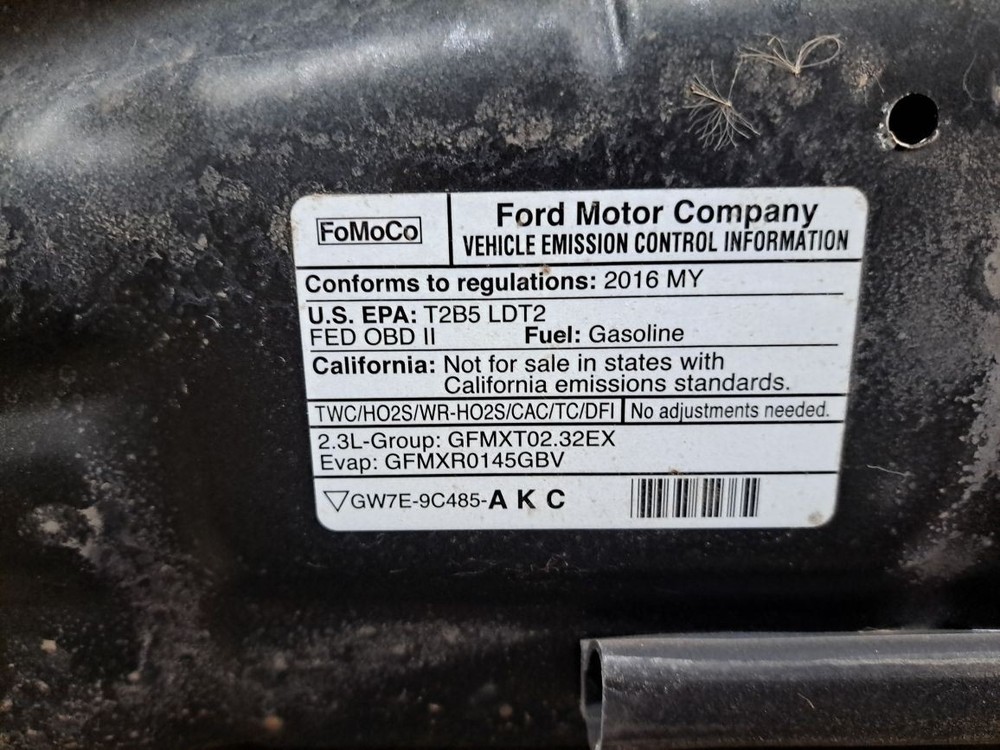 FoMoCo
Ford Motor Company
VEHICLE EMISSION CONTROL INFORMATION
Conforms to regulations: 2016 MY
U.S. EPA: T2B5 LDT2
FED OBD II Fuel: Gasoline
California: Not for sale in states with
California emissions standards.
TWC/HO2S/WR-HO2S/CAC/TC/DFI No adjustments needed.
2.3L-Group: GFMXT02.32EX
Evap: GFMXR0145GBV
▽GW7E-9C485-A K C